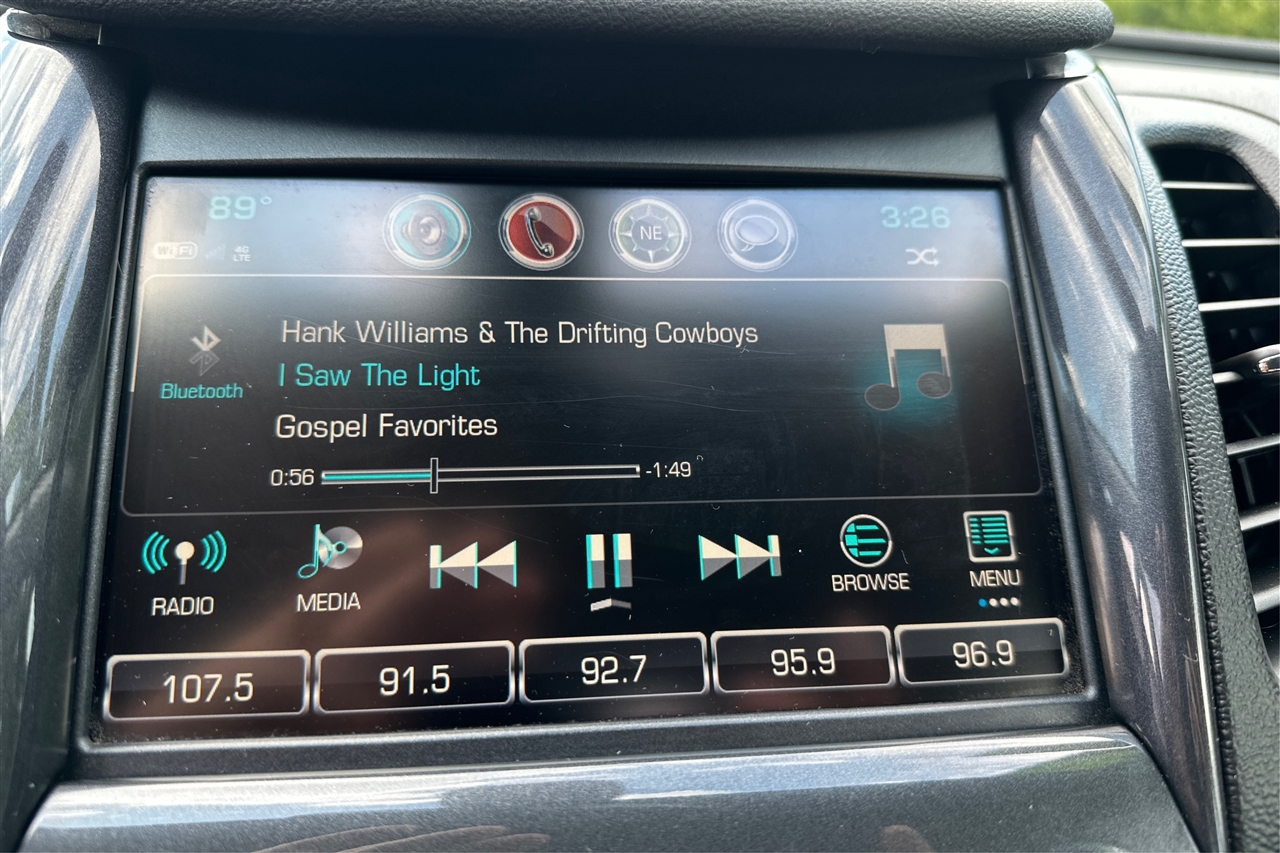 89°
NE
3:26
WiFi
4G
LTE
Hank Williams & The Drifting Cowboys
I Saw The Light
Bluetooth
Gospel Favorites
0:56
-1:49
RADIO
MEDIA
BROWSE
MENU
107.5
91.5
92.7
95.9
96.9